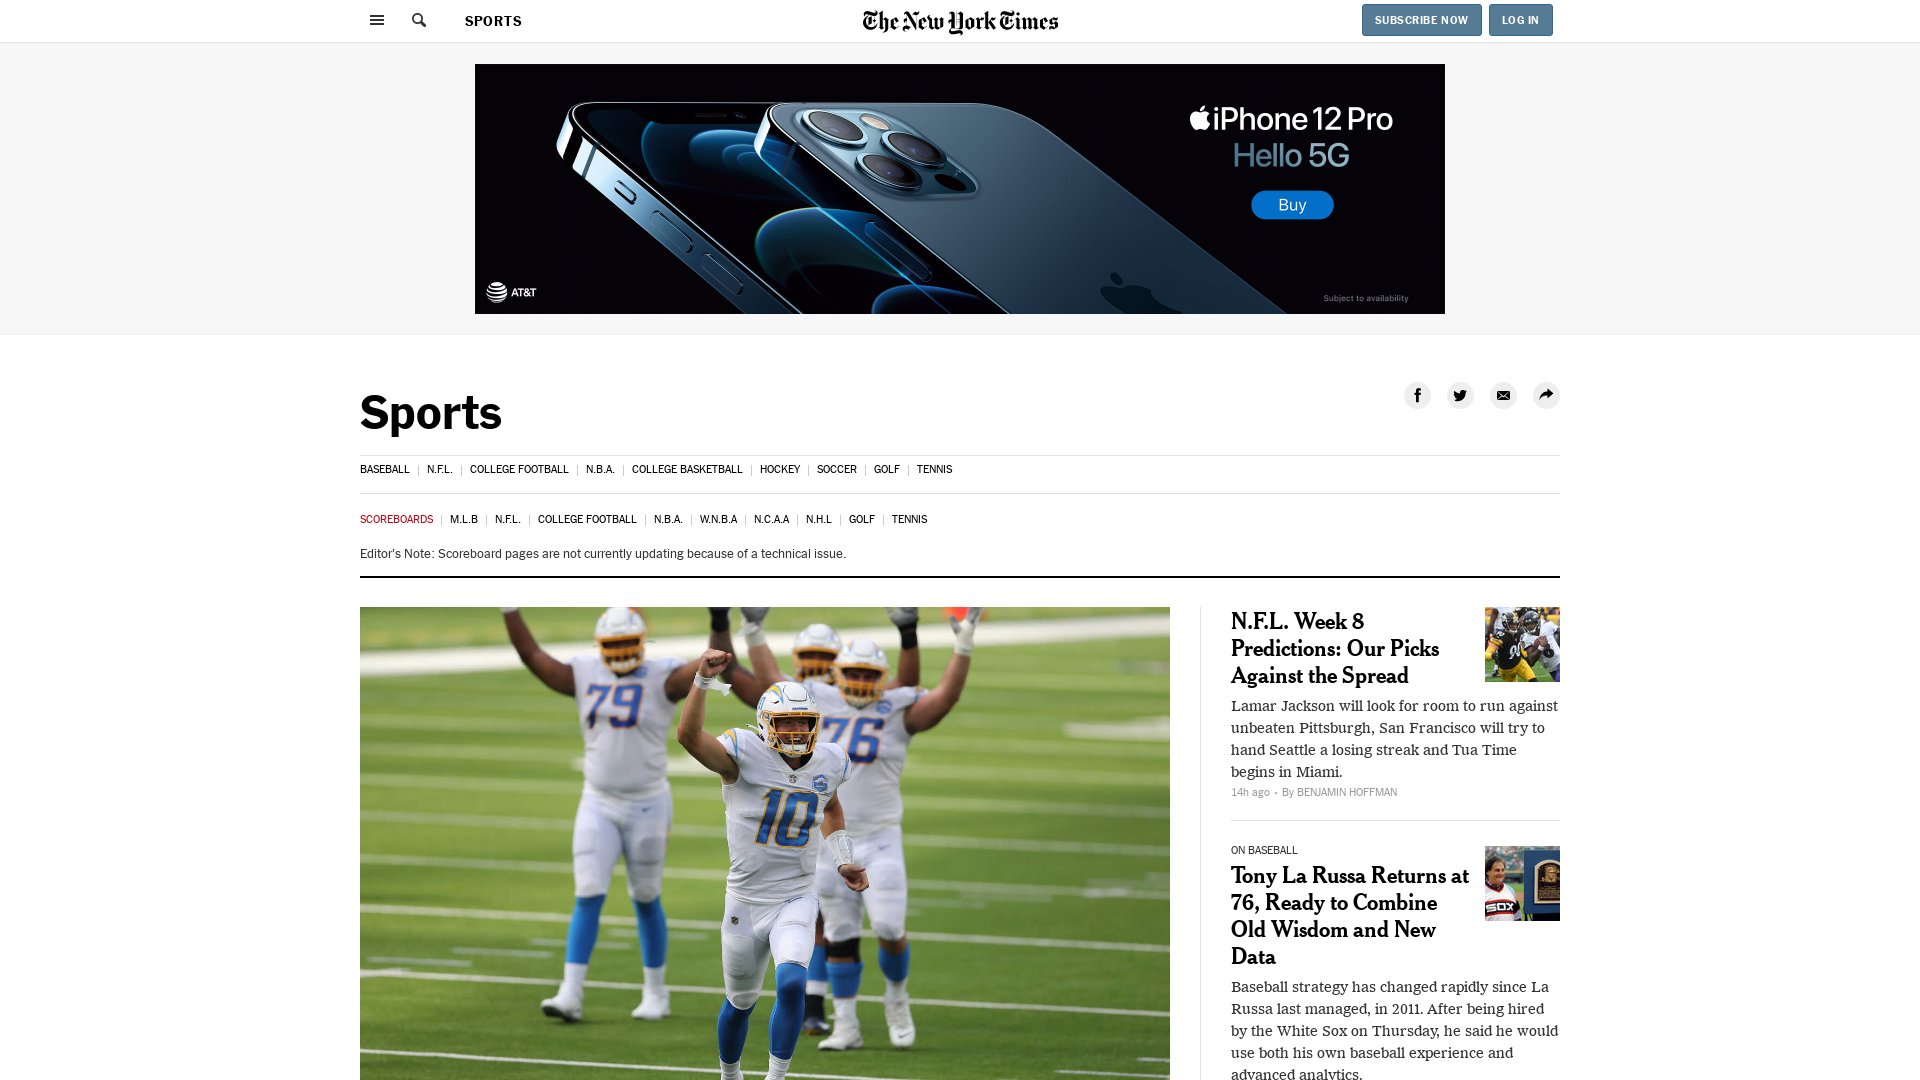 SPORTS
The New York Times
SUBSCRIBE NOW
LOG IN
iPhone 12 Pro
Hello 5G
Buy
AT&T
Subject to availability
Sports
BASEBALL
N.F.L.
COLLEGE FOOTBALL
N.B.A.
COLLEGE BASKETBALL
HOCKEY
SOCCER
GOLF
TENNIS
SCOREBOARDS
M.L.B
N.F.L.
COLLEGE FOOTBALL
N.B.A.
W.N.B.A
N.C.A.A
N.H.L
GOLF
TENNIS
Editor's Note: Scoreboard pages are not currently updating because of a technical issue.
79
76
10
N.F.L. Week 8
Predictions: Our Picks
Against the Spread
Lamar Jackson will look for room to run against
unbeaten Pittsburgh, San Francisco will try to
hand Seattle a losing streak and Tua Time
begins in Miami.
14h ago • By BENJAMIN HOFFMAN
ON BASEBALL
Tony La Russa Returns at
76, Ready to Combine
Old Wisdom and New
Data
SOX
Baseball strategy has changed rapidly since La
Russa last managed, in 2011. After being hired
by the White Sox on Thursday, he said he would
use both his own baseball experience and
advanced analytics.